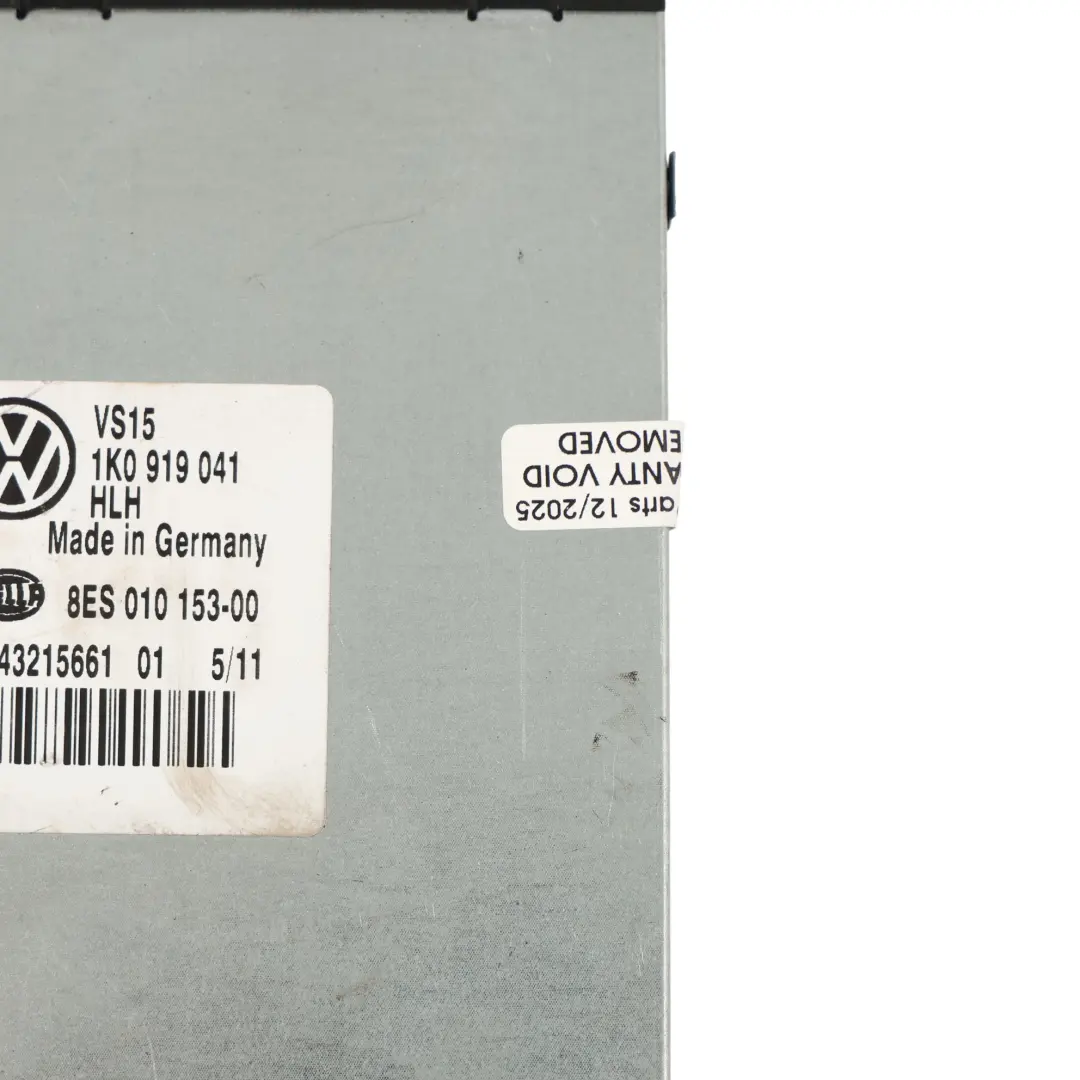 VS15
1K0 919 041
HLH
Made in Germany
8ES 010 153-00
43215661 01 5/11
arts 12/2025
ANTY VOID
EMOVED